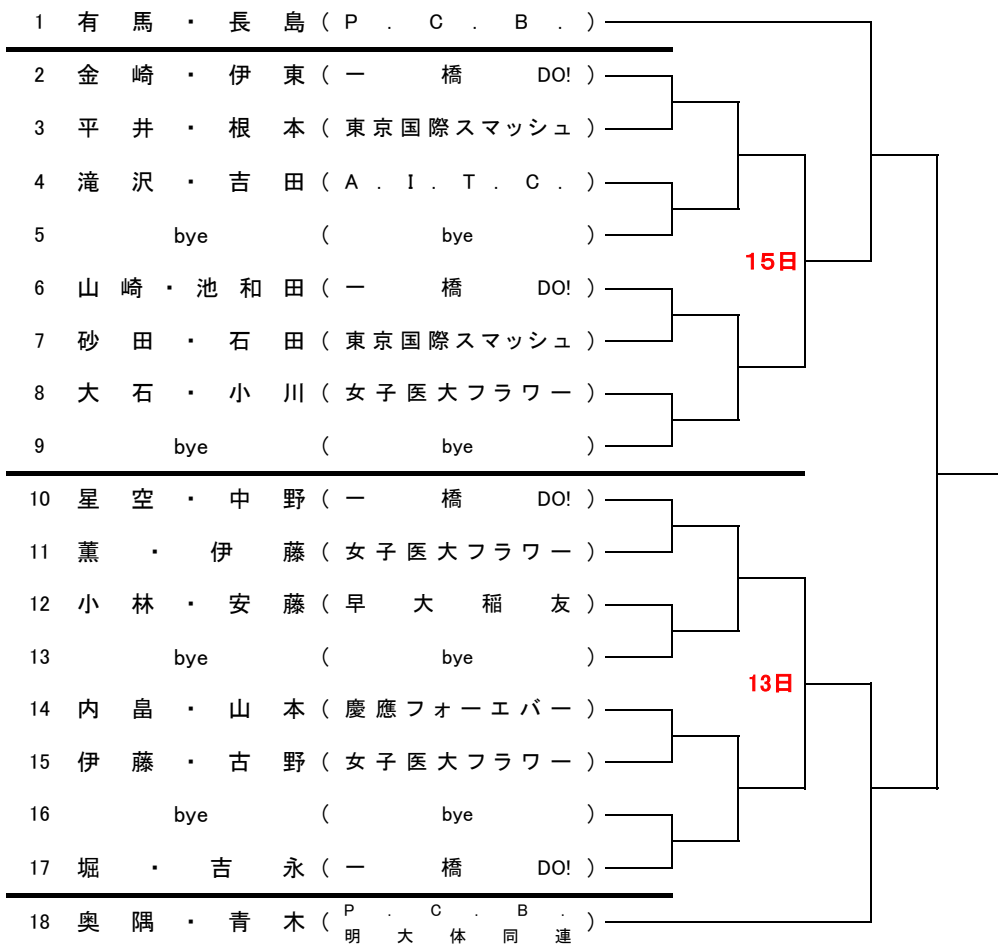 1 有馬・長島 (P.C.B.)
2 金崎・伊東 (一橋DO!)
3 平井・根本 (東京国際スマッシュ)
4 滝沢・吉田 (A.I.T.C.)
5 bye (bye)
15日
6 山崎・池和田 (一橋DO!)
7 砂田・石田 (東京国際スマッシュ)
8 大石・小川 (女子医大フラワー)
9 bye (bye)
10 星空・中野 (一橋DO!)
11 薫・伊藤 (女子医大フラワー)
12 小林・安藤 (早大稲友)
13 bye (bye)
13日
14 内畠・山本 (慶應フォーエバー)
15 伊藤・古野 (女子医大フラワー)
16 bye (bye)
17 堀・吉永 (一橋DO!)
18 奥隅・青木 (P.C.B.
明大体同連)